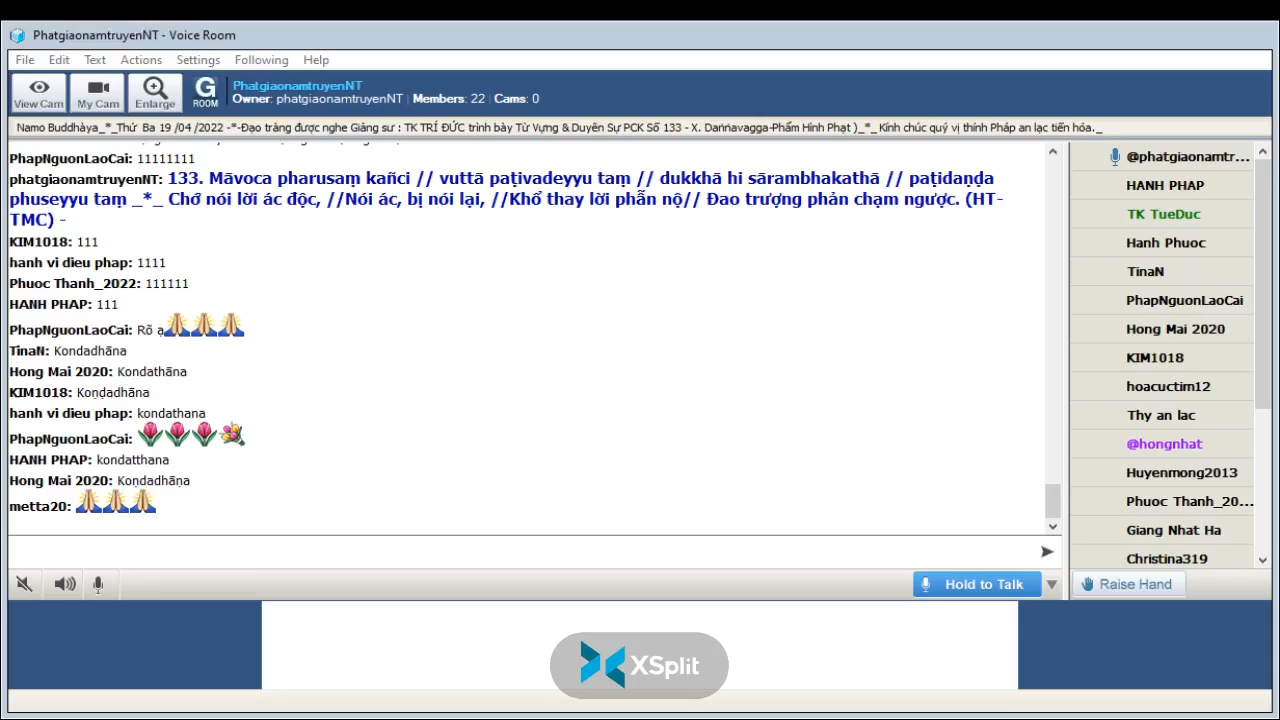 PhatgiaonamtruyenNT - Voice Room
File Edit Text Actions Settings Following Help
View Cam My Cam Enlarge G ROOM
PhatgiaonamtruyenNT
Owner: phatgiaonamtruyenNT | Members: 22 | Cams: 0
Namo Buddhàya_*_Thứ Ba 19 /04 /2022 -*-Đạo tràng được nghe Giảng sư : TK TRÍ ĐỨC trình bày Từ Vựng & Duyên Sự PCK Số 133 - X. Daṇṇavagga-Phẩm Hình Phạt )_*_ Kính chúc quý vị thính Pháp an lạc tiến hóa._
PhapNguonLaoCai: 11111111
phatgiaonamtruyenNT: 133. Māvoca pharusaṃ kañci // vuttā paṭivadeyyu taṃ // dukkhā hi sārambhakathā // paṭidaṇḍa
phuseyyu taṃ _*_ Chớ nói lời ác độc, //Nói ác, bị nói lại, //Khổ thay lời phẫn nộ// Đao trượng phản chạm ngược. (HT-
TMC) -
KIM1018: 111
hanh vi dieu phap: 1111
Phuoc Thanh_2022: 111111
HANH PHAP: 111
PhapNguonLaoCai: Rõ ạ
TinaN: Kondadhāna
Hong Mai 2020: Kondathāna
KIM1018: Koṇḍadhāna
hanh vi dieu phap: kondathana
PhapNguonLaoCai:
HANH PHAP: kondatthana
Hong Mai 2020: Koṇdadhāṇa
metta20:
@phatgiaonamtr...
HANH PHAP
TK TueDuc
Hanh Phuoc
TinaN
PhapNguonLaoCai
Hong Mai 2020
KIM1018
hoacuctim12
Thy an lac
@hongnhat
Huyenmong2013
Phuoc Thanh_20...
Giang Nhat Ha
Christina319
Hold to Talk
Raise Hand
XSplit